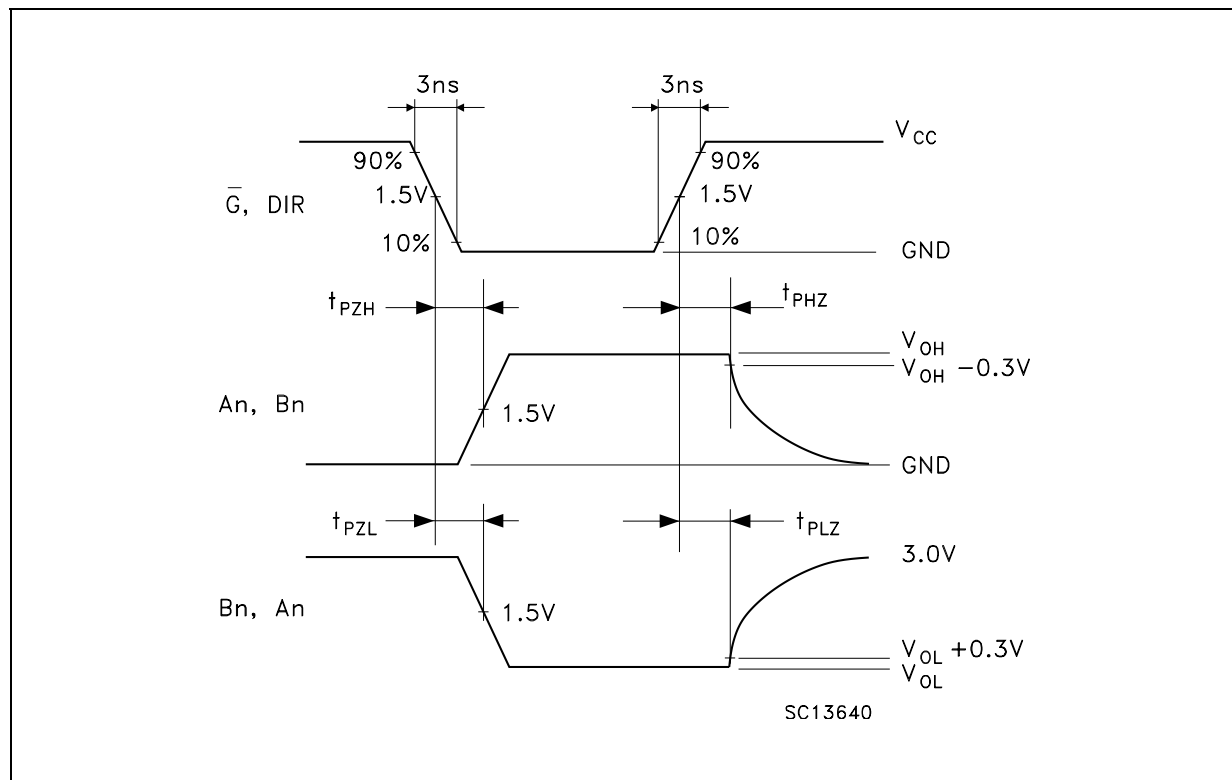 3ns 3ns
V_CC
90% 90%
G̅, DIR 1.5V 1.5V
10% 10%
GND
t_PZH t_PHZ
V_OH
V_OH −0.3V
An, Bn 1.5V
GND
t_PZL t_PLZ
3.0V
Bn, An 1.5V
V_OL +0.3V
V_OL
SC13640